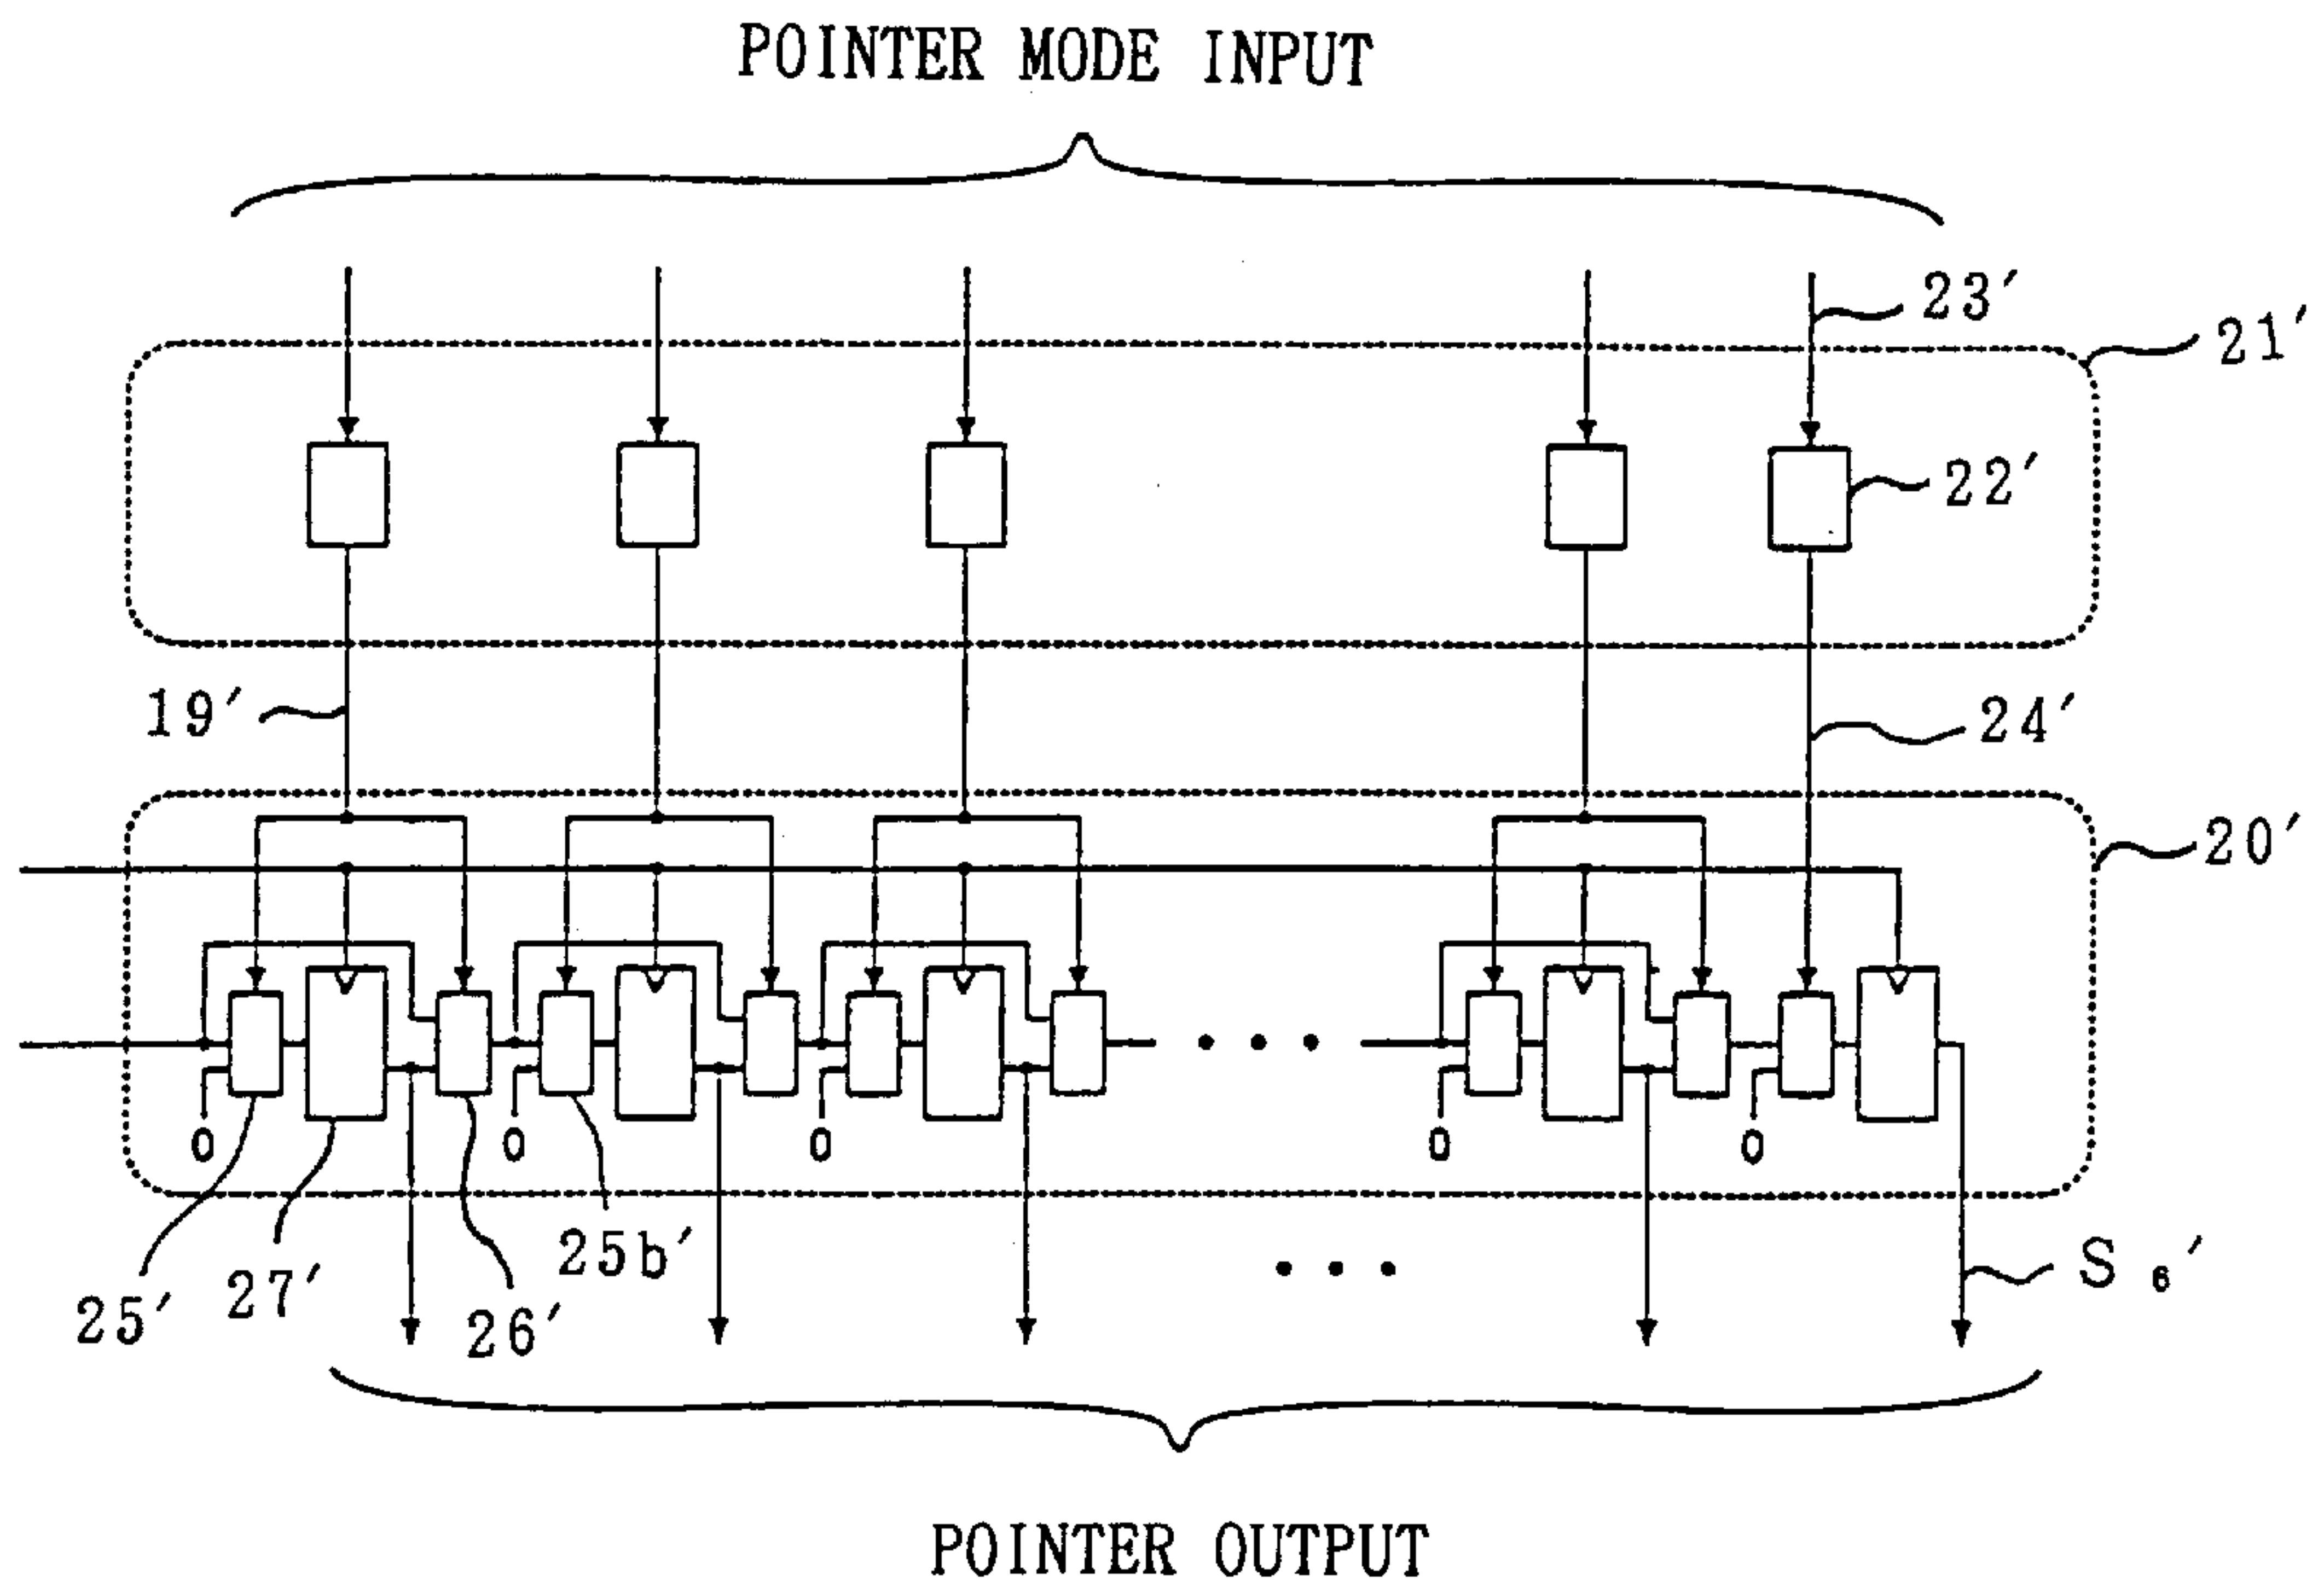 POINTER MODE INPUT
23'
21'
22'
19'
24'
20'
0 0 0 0 0
25' 27' 26' 25b' S6'
POINTER OUTPUT